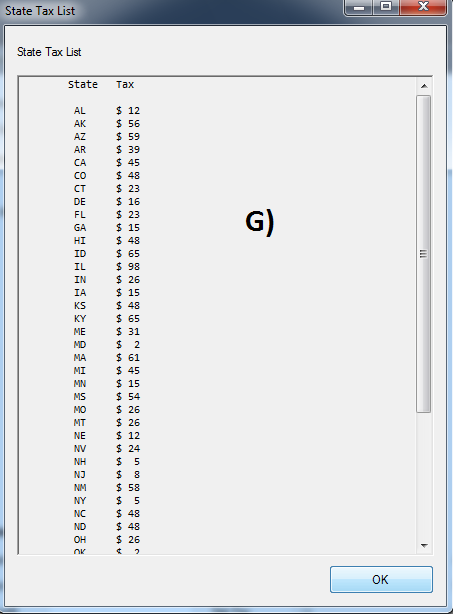 State Tax List
State Tax List
State Tax
AL $ 12
AK $ 56
AZ $ 59
AR $ 39
CA $ 45
CO $ 48
CT $ 23
DE $ 16
FL $ 23
GA $ 15
G)
HI $ 48
ID $ 65
IL $ 98
IN $ 26
IA $ 15
KS $ 48
KY $ 65
ME $ 31
MD $ 2
MA $ 61
MI $ 45
MN $ 15
MS $ 54
MO $ 26
MT $ 26
NE $ 12
NV $ 24
NH $ 5
NJ $ 8
NM $ 58
NY $ 5
NC $ 48
ND $ 48
OH $ 26
OK $ 2
OK